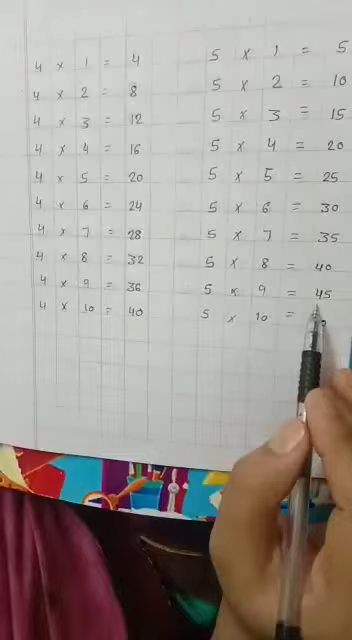 4 × 1 = 4
4 × 2 = 8
4 × 3 = 12
4 × 4 = 16
4 × 5 = 20
4 × 6 = 24
4 × 7 = 28
4 × 8 = 32
4 × 9 = 36
4 × 10 = 40
5 × 1 = 5
5 × 2 = 10
5 × 3 = 15
5 × 4 = 20
5 × 5 = 25
5 × 6 = 30
5 × 7 = 35
5 × 8 = 40
5 × 9 = 45
5 × 10 =